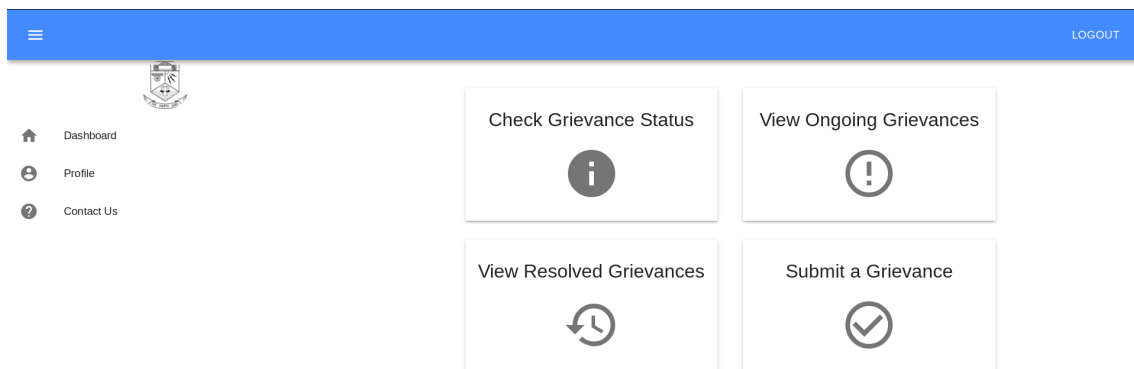 LOGOUT
Dashboard
Profile
Contact Us
Check Grievance Status
View Ongoing Grievances
View Resolved Grievances
Submit a Grievance